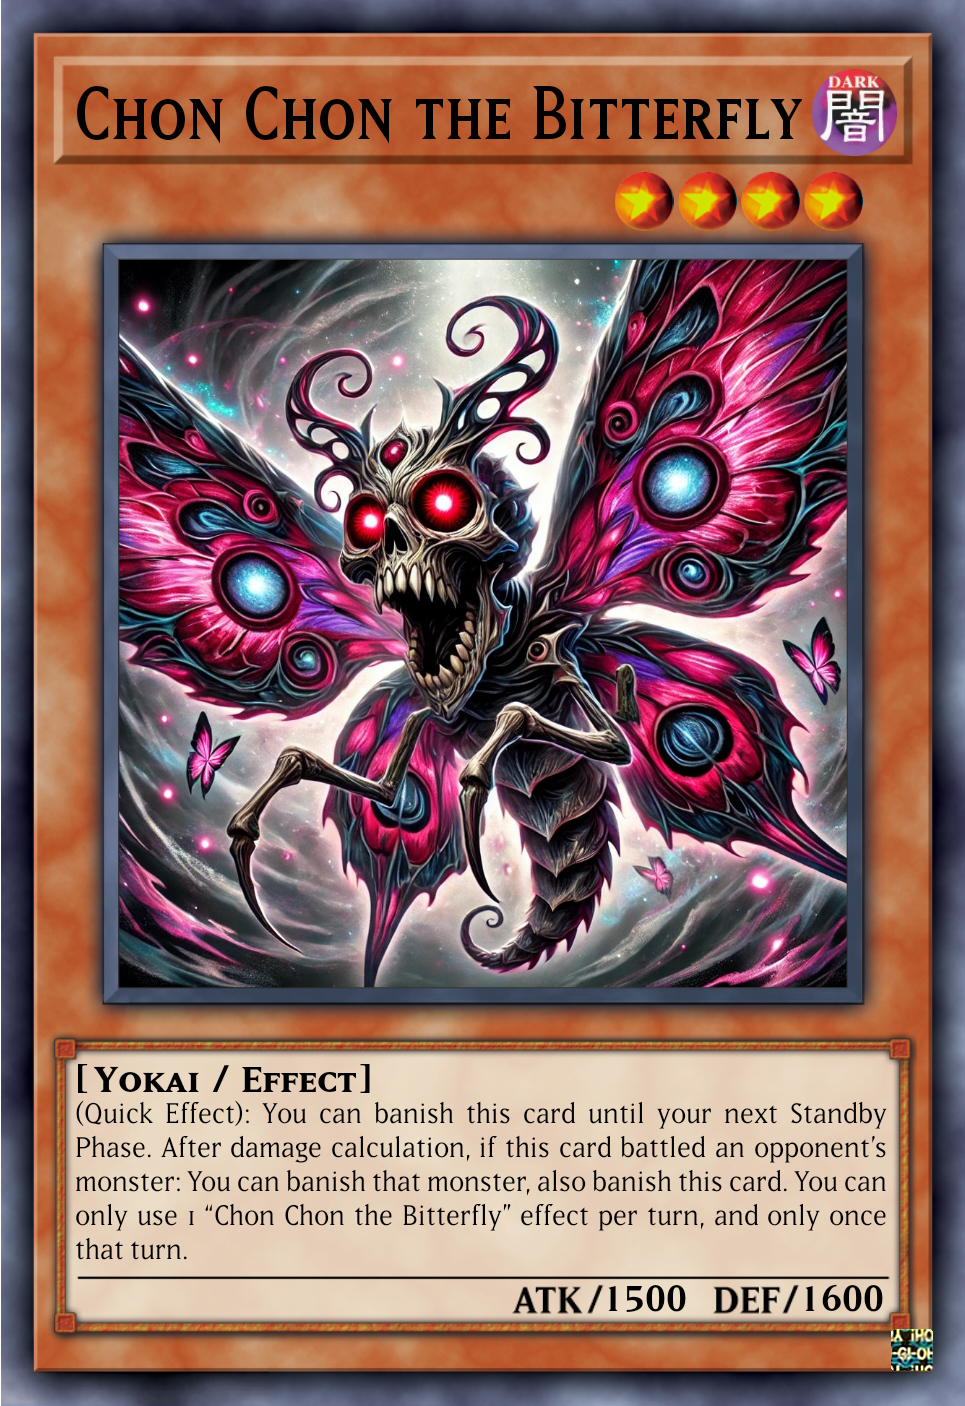 Chon Chon the Bitterfly
DARK
闇
[Yokai / Effect]
(Quick Effect): You can banish this card until your next Standby
Phase. After damage calculation, if this card battled an opponent's
monster: You can banish that monster, also banish this card. You can
only use 1 “Chon Chon the Bitterfly” effect per turn, and only once
that turn.
ATK/1500 DEF/1600